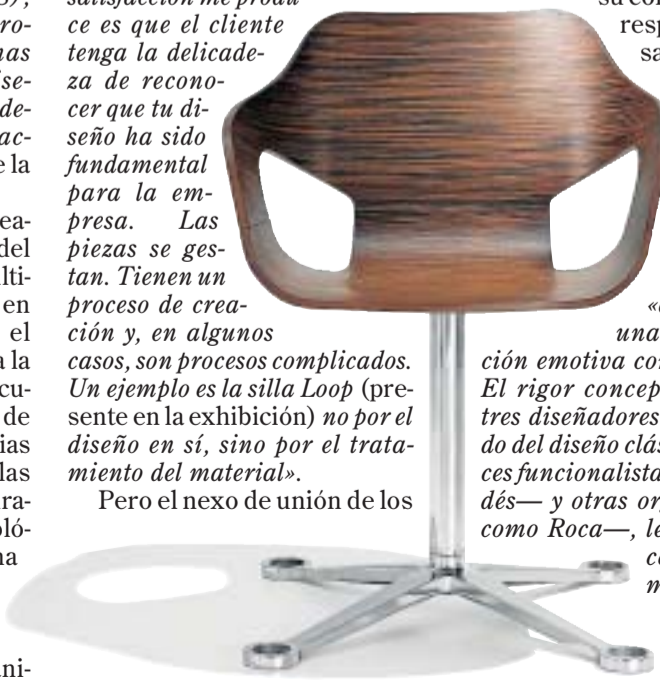 ro-
nas
se-
de-
ac-
e la
ea-
del
lti-
en
el
a la
cu-
de
ias
las
ra-
oló-
na
ni-
satisfacción me produ
ce es que el cliente
tenga la delicade-
za de recono-
cer que tu di-
seño ha sido
fundamental
para la em-
presa. Las
piezas se ges-
tan. Tienen un
proceso de crea-
ción y, en algunos
casos, son procesos complicados.
Un ejemplo es la silla Loop (pre-
sente en la exhibición) no por el
diseño en sí, sino por el trata-
miento del material».
Pero el nexo de unión de los
resp
sa
una
ción emotiva co
El rigor concep
tres diseñadores
do del diseño clás
ces funcionalista
dés— y otras or
como Roca—, le